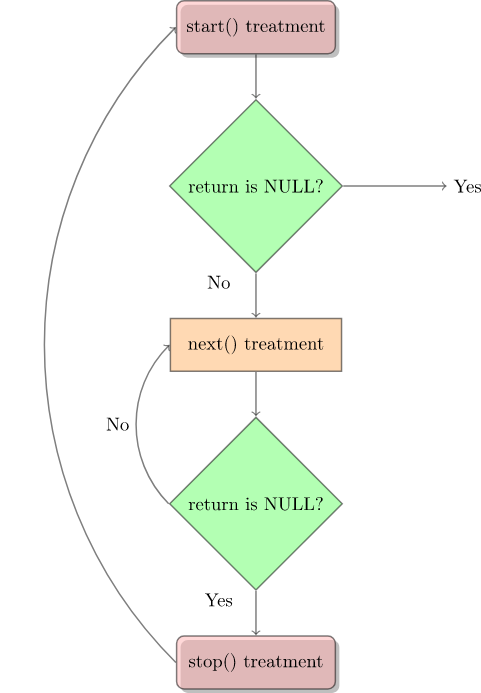 start() treatment
return is NULL?
Yes
No
next() treatment
No
return is NULL?
Yes
stop() treatment